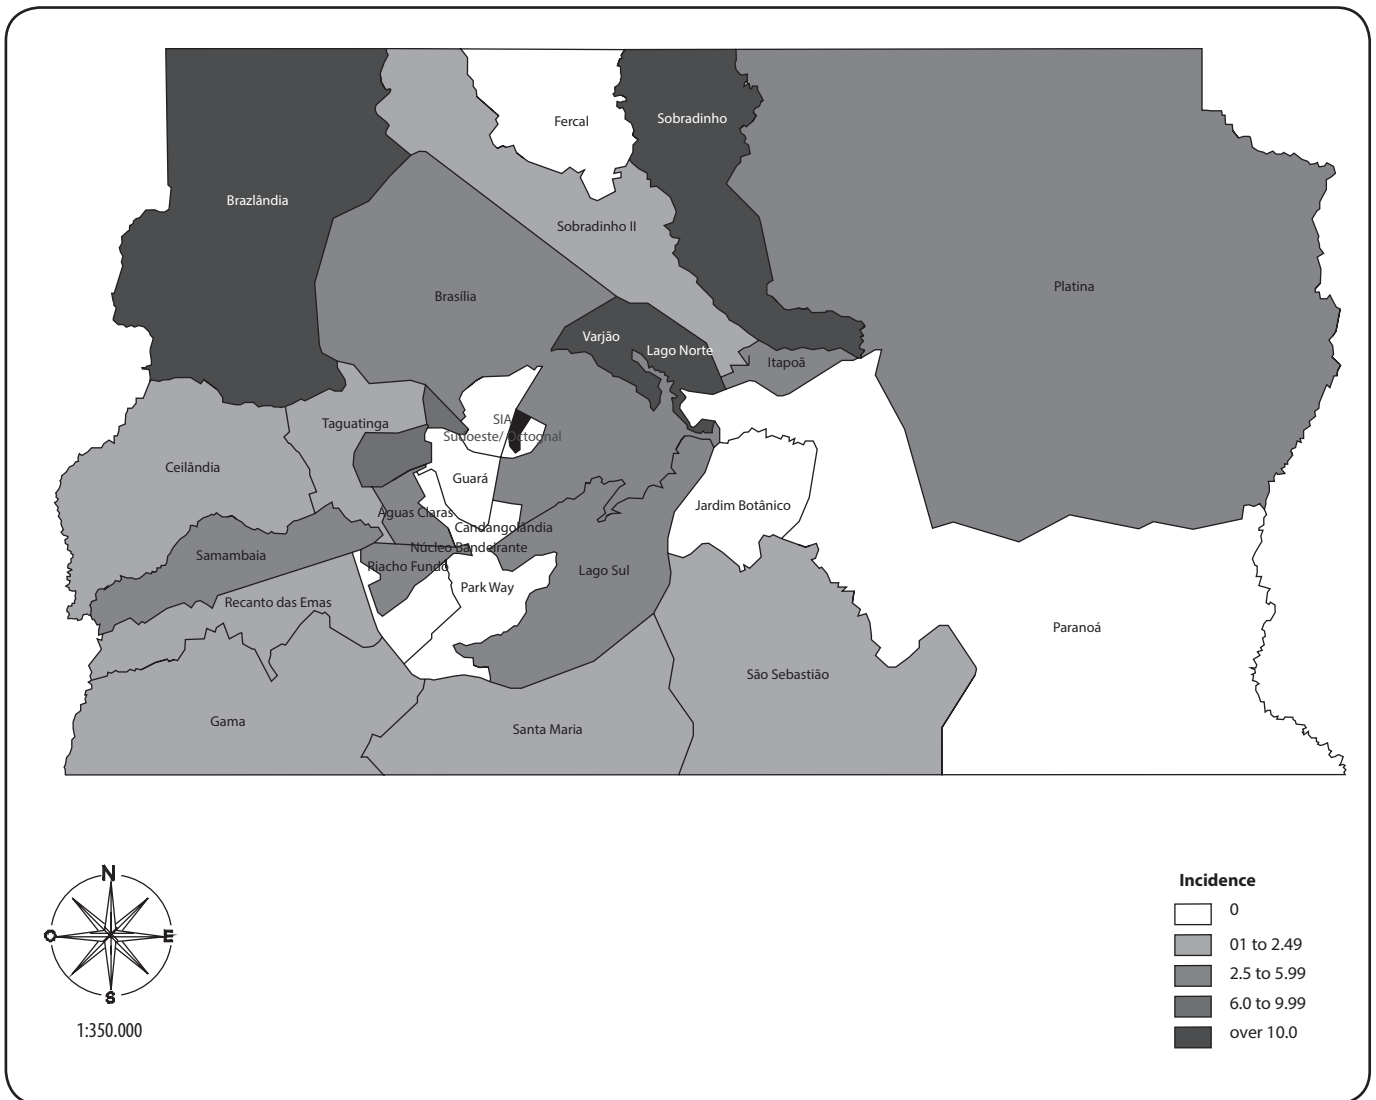 Fercal
Sobradinho
Brazlândia
Sobradinho II
Platina
Brasília
Varjão
Lago Norte
Itapoã
SIA
Taguatinga
Sudoeste/Octognal
Ceilândia
Guará
Jardim Botânico
Aguas Claras
Candangolândia
Núcleo Bandeirante
Samambaia
Riacho Fundo
Lago Sul
Park Way
Recanto das Emas
Paranoá
São Sebastião
Gama
Santa Maria
N
O
E
S
1:350.000
Incidence
0
01 to 2.49
2.5 to 5.99
6.0 to 9.99
over 10.0